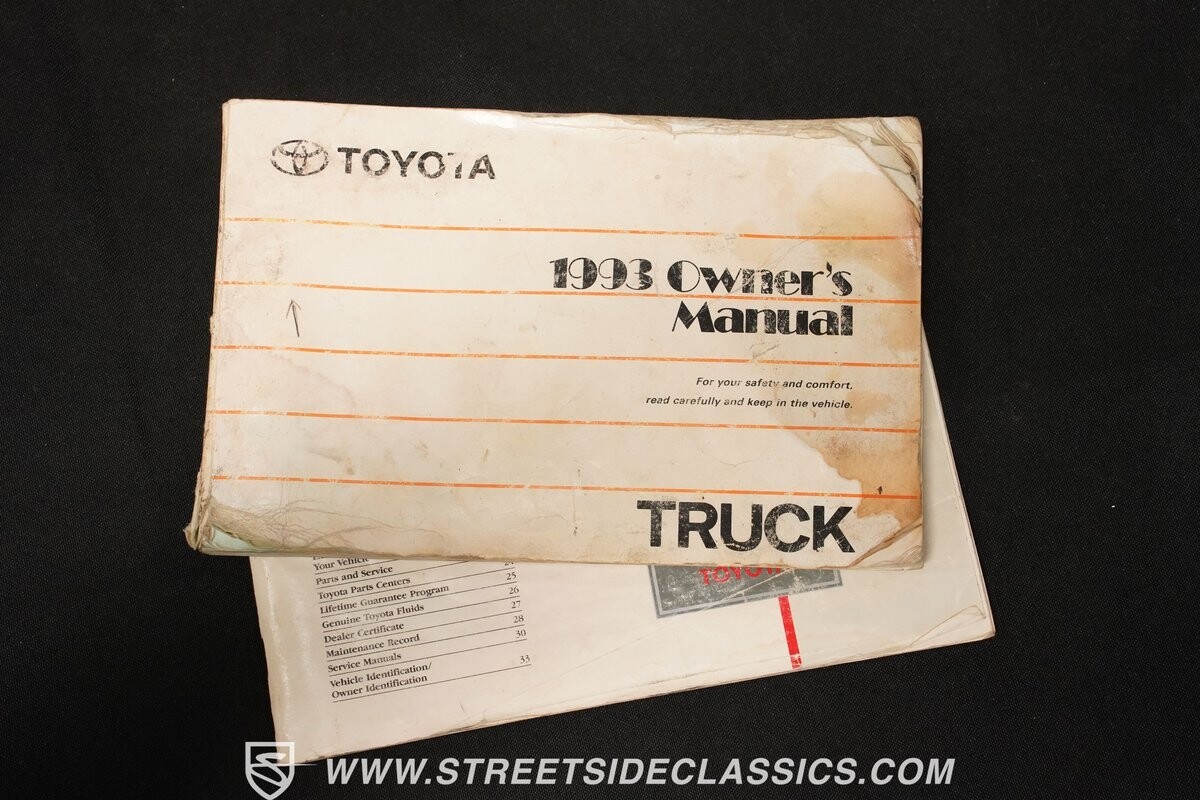 TOYOTA
1993 Owner's
Manual
For your safety and comfort,
read carefully and keep in the vehicle.
TRUCK
Your Vehicle
Parts and Service
Toyota Parts Centers
Lifetime Guarantee Program 25
Genuine Toyota Fluids 26
Dealer Certificate 27
Maintenance Record 28
Service Manuals 30
Vehicle Identification/
Owner Identification 33
TOYOTA
WWW.STREETSIDECLASSICS.COM